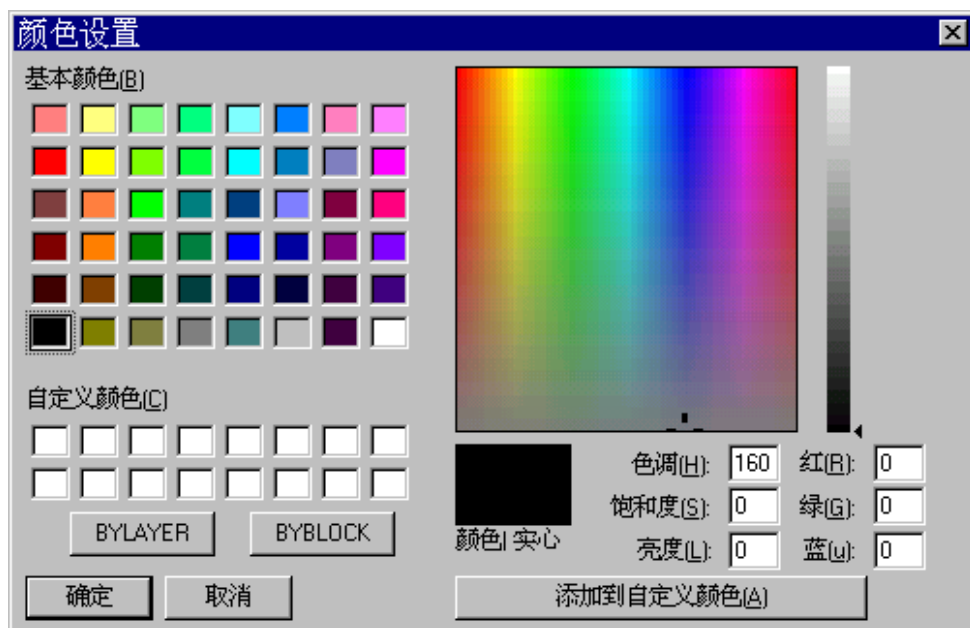 颜色设置
基本颜色(B)
自定义颜色(C)
BYLAYER
BYBLOCK
确定
取消
颜色| 实心
色调(H): 160
红(R): 0
饱和度(S): 0
绿(G): 0
亮度(L): 0
蓝(u): 0
添加到自定义颜色(A)